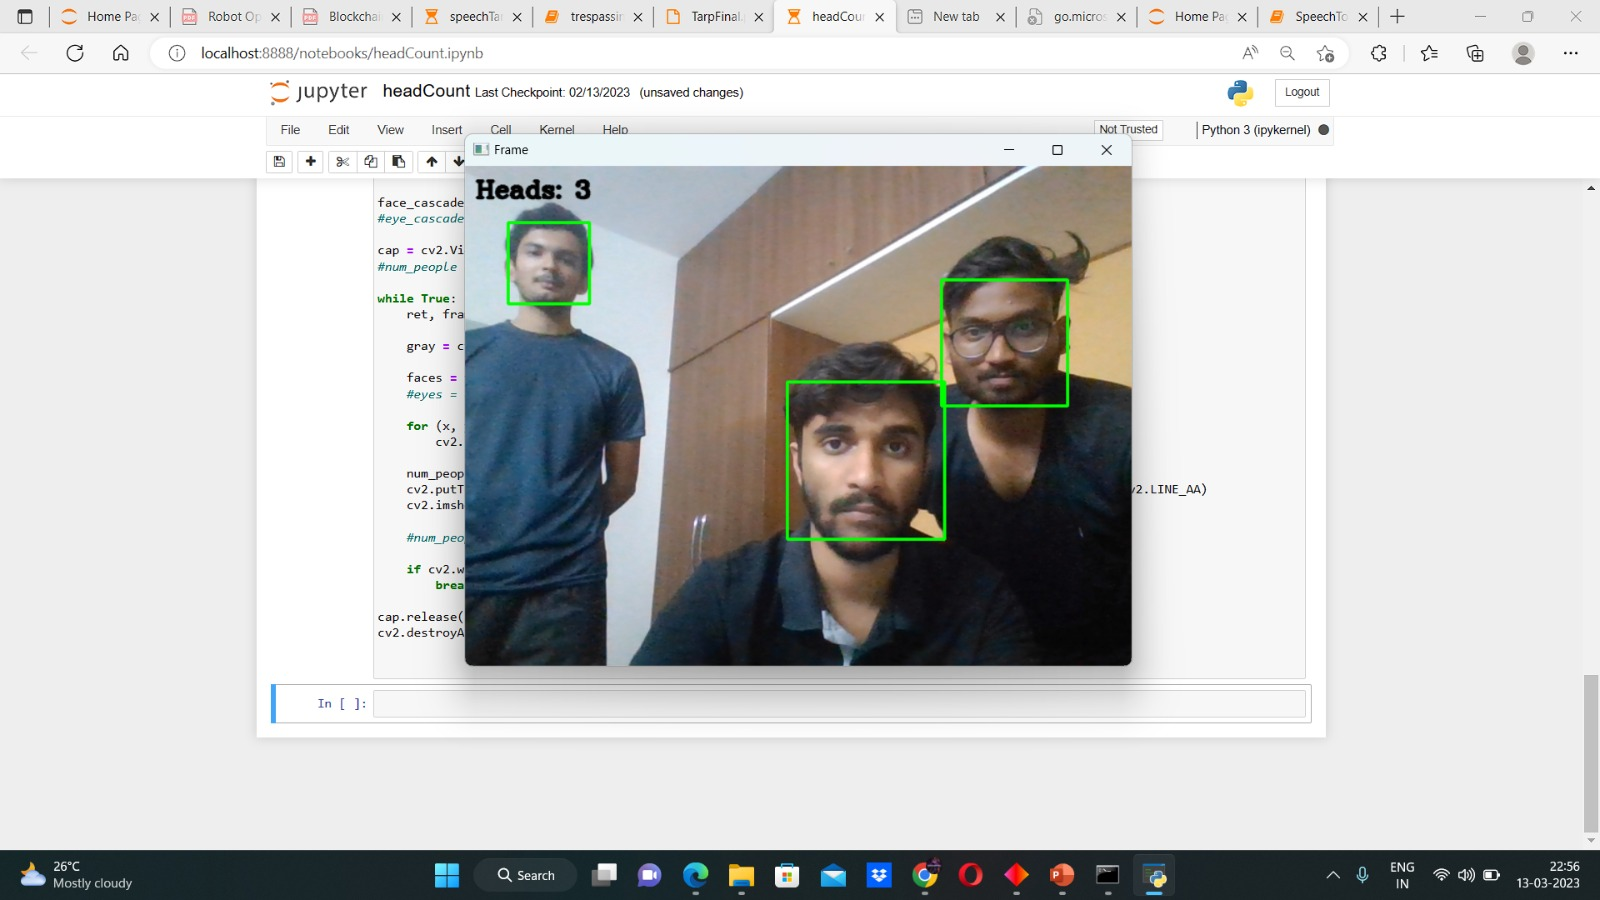 Home Pa
Robot Op
Blockchai
speechTa
trespassin
TarpFinal.
headCour
New tab
go.micros
Home Pa
SpeechTo
localhost:8888/notebooks/headCount.ipynb
jupyter headCount Last Checkpoint: 02/13/2023 (unsaved changes)
Logout
File Edit View Insert Cell Kernel Help
Not Trusted
Python 3 (ipykernel)
Frame
Heads: 3
face_cascade
#eye_cascade
cap = cv2.Vi
#num_people
while True:
ret, fra
gray = c
faces =
#eyes =
for (x,
cv2.
num_peop
cv2.putT
v2.LINE_AA)
cv2.imsh
#num_peo
if cv2.w
brea
cap.release(
cv2.destroyA
In [ ]:
26°C
Mostly cloudy
Search
ENG
IN
22:56
13-03-2023